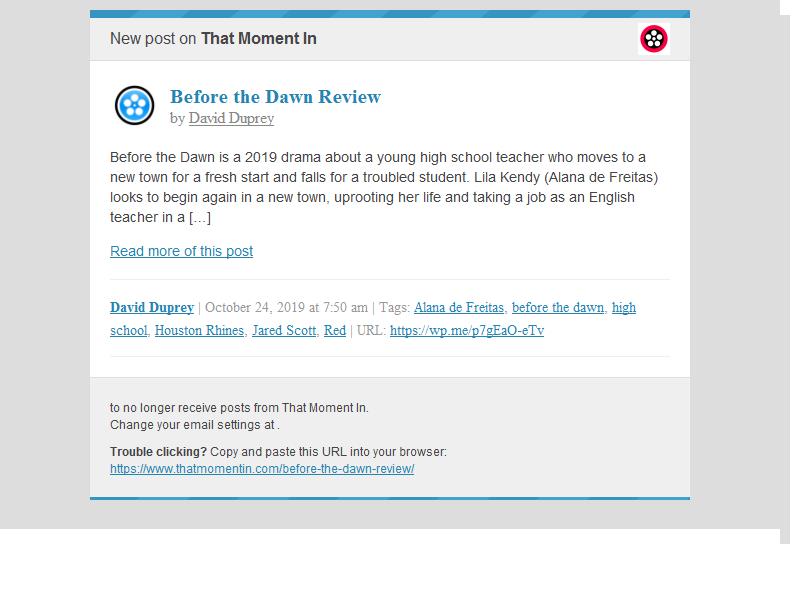 New post on That Moment In
Before the Dawn Review
by David Duprey
Before the Dawn is a 2019 drama about a young high school teacher who moves to a
new town for a fresh start and falls for a troubled student. Lila Kendy (Alana de Freitas)
looks to begin again in a new town, uprooting her life and taking a job as an English
teacher in a [...]
Read more of this post
David Duprey | October 24, 2019 at 7:50 am | Tags: Alana de Freitas, before the dawn, high
school, Houston Rhines, Jared Scott, Red | URL: https://wp.me/p7gEaO-eTv
to no longer receive posts from That Moment In.
Change your email settings at .
Trouble clicking? Copy and paste this URL into your browser:
https://www.thatmomentin.com/before-the-dawn-review/